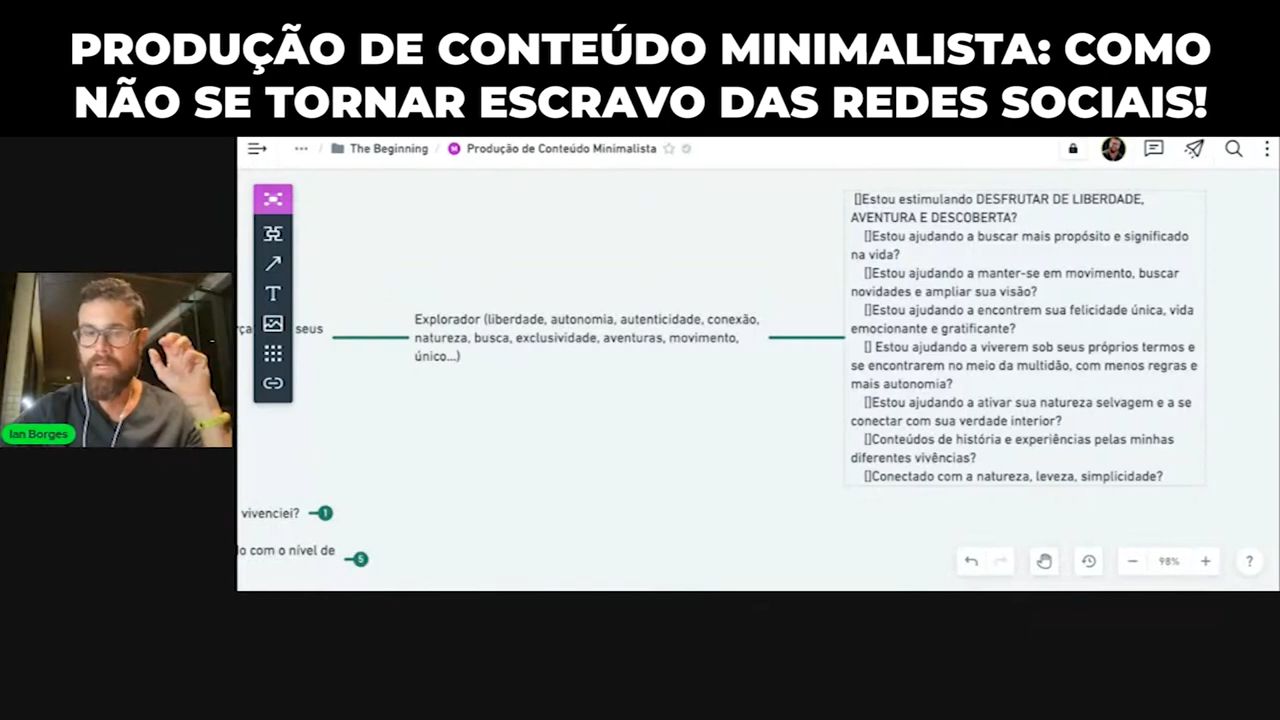 PRODUÇÃO DE CONTEÚDO MINIMALISTA: COMO
NÃO SE TORNAR ESCRAVO DAS REDES SOCIAIS!
... / The Beginning / M Produção de Conteúdo Minimalista
[]Estou estimulando DESFRUTAR DE LIBERDADE,
AVENTURA E DESCOBERTA?
[]Estou ajudando a buscar mais propósito e significado
na vida?
[]Estou ajudando a manter-se em movimento, buscar
novidades e ampliar sua visão?
[]Estou ajudando a encontrem sua felicidade única, vida
emocionante e gratificante?
[] Estou ajudando a viverem sob seus próprios termos e
se encontrarem no meio da multidão, com menos regras e
mais autonomia?
[]Estou ajudando a ativar sua natureza selvagem e a se
conectar com sua verdade interior?
[]Conteúdos de história e experiências pelas minhas
diferentes vivências?
[]Conectado com a natureza, leveza, simplicidade?
T
seus
Explorador (liberdade, autonomia, autenticidade, conexão,
natureza, busca, exclusividade, aventuras, movimento,
único...)
Ian Borges
vivenciei? 1
com o nível de 5
98%
?